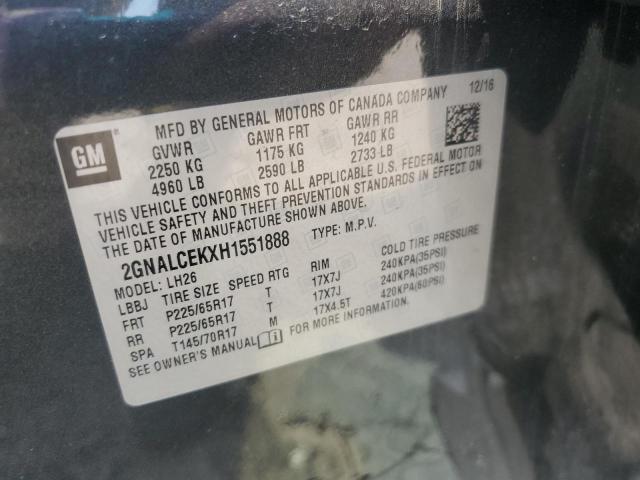 GM
MFD BY GENERAL MOTORS OF CANADA COMPANY 12/16
GVWR GAWR FRT GAWR RR
2250 KG 1175 KG 1240 KG
4960 LB 2590 LB 2733 LB
THIS VEHICLE CONFORMS TO ALL APPLICABLE U.S. FEDERAL MOTOR
VEHICLE SAFETY AND THEFT PREVENTION STANDARDS IN EFFECT ON
THE DATE OF MANUFACTURE SHOWN ABOVE.
2GNALCEKXH1551888 TYPE: M.P.V.
MODEL: LH26
LBBJ TIRE SIZE SPEED RTG RIM COLD TIRE PRESSURE
FRT P225/65R17 T 17X7J 240KPA(35PSI)
RR P225/65R17 T 17X7J 240KPA(35PSI)
SPA T145/70R17 M 17X4.5T 420KPA(60PSI)
SEE OWNER'S MANUAL FOR MORE INFORMATION.